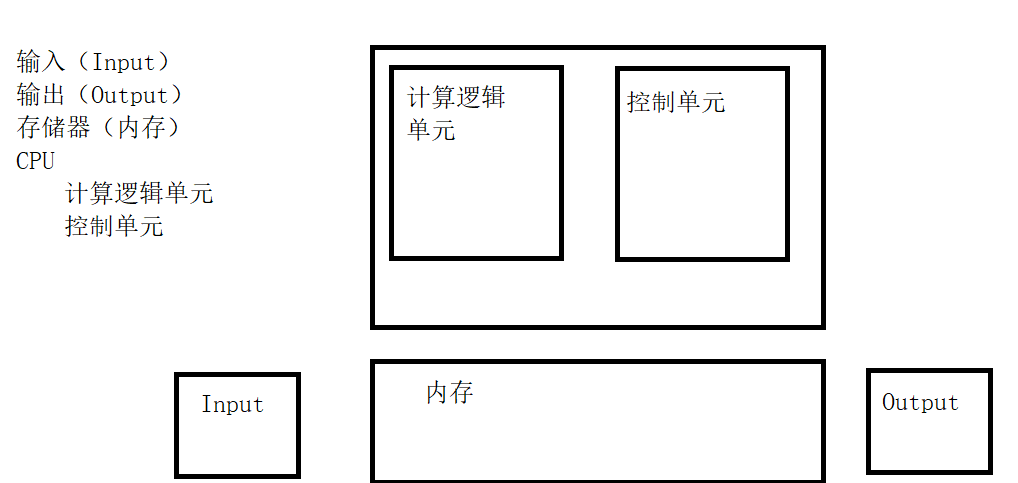 输入（Input）
输出（Output）
存储器（内存）
CPU
计算逻辑单元
控制单元
计算逻辑
单元
控制单元
Input
内存
Output